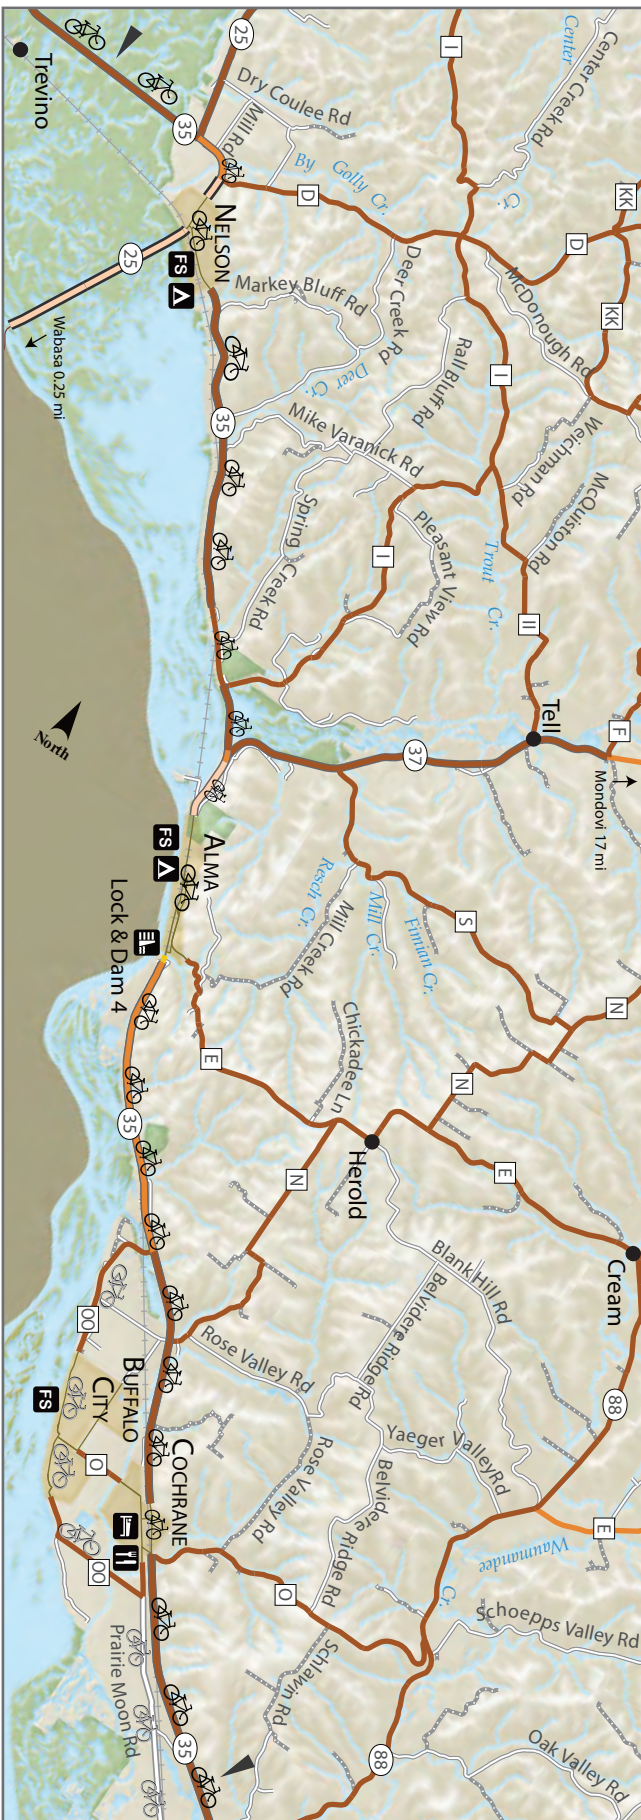 25
I
Center
Center Creek Rd
Trevino
35
Dry Coulee Rd
Mill Rd
By
Golly Cr.
Cr.
D
KK
D
KK
NELSON
25
FS
Wabasa 0.25 mi
Markey Bluff Rd
Deer Creek
Rd
Deer Cr.
McDonough Rd
Rall Bluff Rd
I
35
Mike Varanick Rd
Weichman Rd
McQuiston Rd
Spring
Creek Rd
I
Pleasant View Rd
Trout
Cr.
II
Tell
F
37
Mondovi 17 mi
North
ALMA
FS
Lock & Dam 4
Resch Cr.
Mill Creek Rd
Mill Cr.
Fimian Cr.
S
N
Chickadee Ln
E
N
35
Herold
E
N
Cream
Blank Hill Rd
Belvidere Ridge Rd
88
OO
BUFFALO
CITY
FS
Rose Valley Rd
Yaeger Valley Rd
Belvidere
Ridge Rd
O
COCHRANE
Rose Valley Rd
E
Waumandee
Cr.
OO
O
Schoepps Valley Rd
Prairie Moon Rd
Schlawin Rd
35
88
Oak Valley Rd